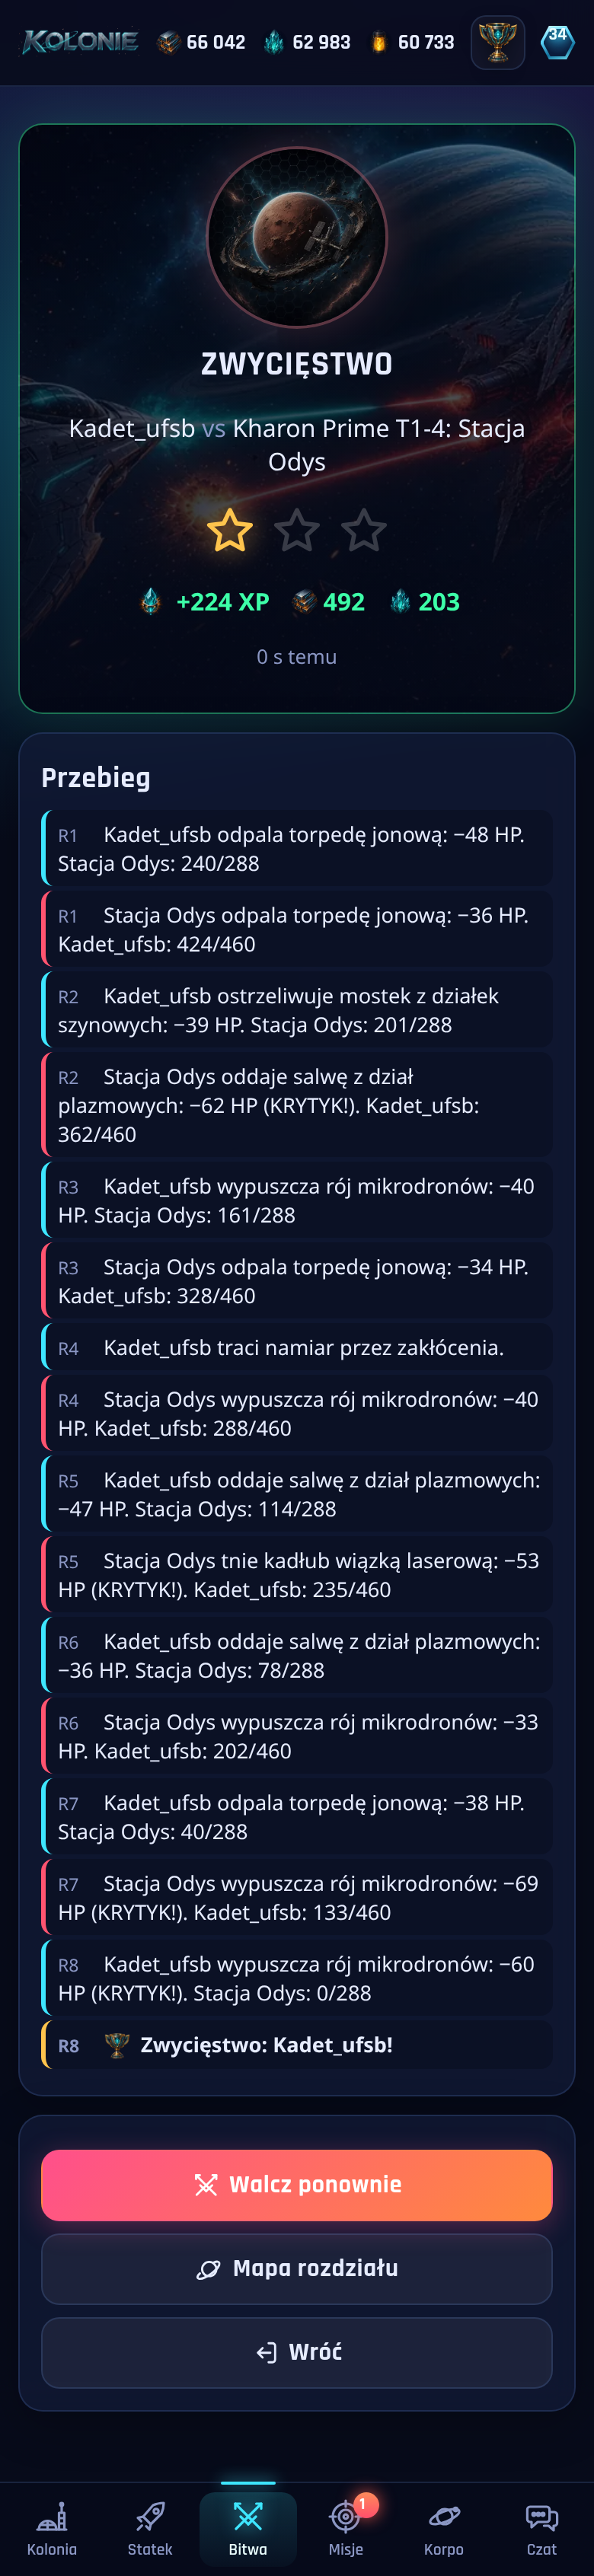 KOLONIE 66 042 62 983 60 733 34
ZWYCIĘSTWO
Kadet_ufsb vs Kharon Prime T1-4: Stacja
Odys
+224 XP 492 203
0 s temu
Przebieg
R1 Kadet_ufsb odpala torpedę jonową: −48 HP.
Stacja Odys: 240/288
R1 Stacja Odys odpala torpedę jonową: −36 HP.
Kadet_ufsb: 424/460
R2 Kadet_ufsb ostrzeliwuje mostek z działek
szynowych: −39 HP. Stacja Odys: 201/288
R2 Stacja Odys oddaje salwę z dział
plazmowych: −62 HP (KRYTYK!). Kadet_ufsb:
362/460
R3 Kadet_ufsb wypuszcza rój mikrodronów: −40
HP. Stacja Odys: 161/288
R3 Stacja Odys odpala torpedę jonową: −34 HP.
Kadet_ufsb: 328/460
R4 Kadet_ufsb traci namiar przez zakłócenia.
R4 Stacja Odys wypuszcza rój mikrodronów: −40
HP. Kadet_ufsb: 288/460
R5 Kadet_ufsb oddaje salwę z dział plazmowych:
−47 HP. Stacja Odys: 114/288
R5 Stacja Odys tnie kadłub wiązką laserową: −53
HP (KRYTYK!). Kadet_ufsb: 235/460
R6 Kadet_ufsb oddaje salwę z dział plazmowych:
−36 HP. Stacja Odys: 78/288
R6 Stacja Odys wypuszcza rój mikrodronów: −33
HP. Kadet_ufsb: 202/460
R7 Kadet_ufsb odpala torpedę jonową: −38 HP.
Stacja Odys: 40/288
R7 Stacja Odys wypuszcza rój mikrodronów: −69
HP (KRYTYK!). Kadet_ufsb: 133/460
R8 Kadet_ufsb wypuszcza rój mikrodronów: −60
HP (KRYTYK!). Stacja Odys: 0/288
R8 Zwycięstwo: Kadet_ufsb!
Walcz ponownie
Mapa rozdziału
Wróć
1
Kolonia Statek Bitwa Misje Korpo Czat